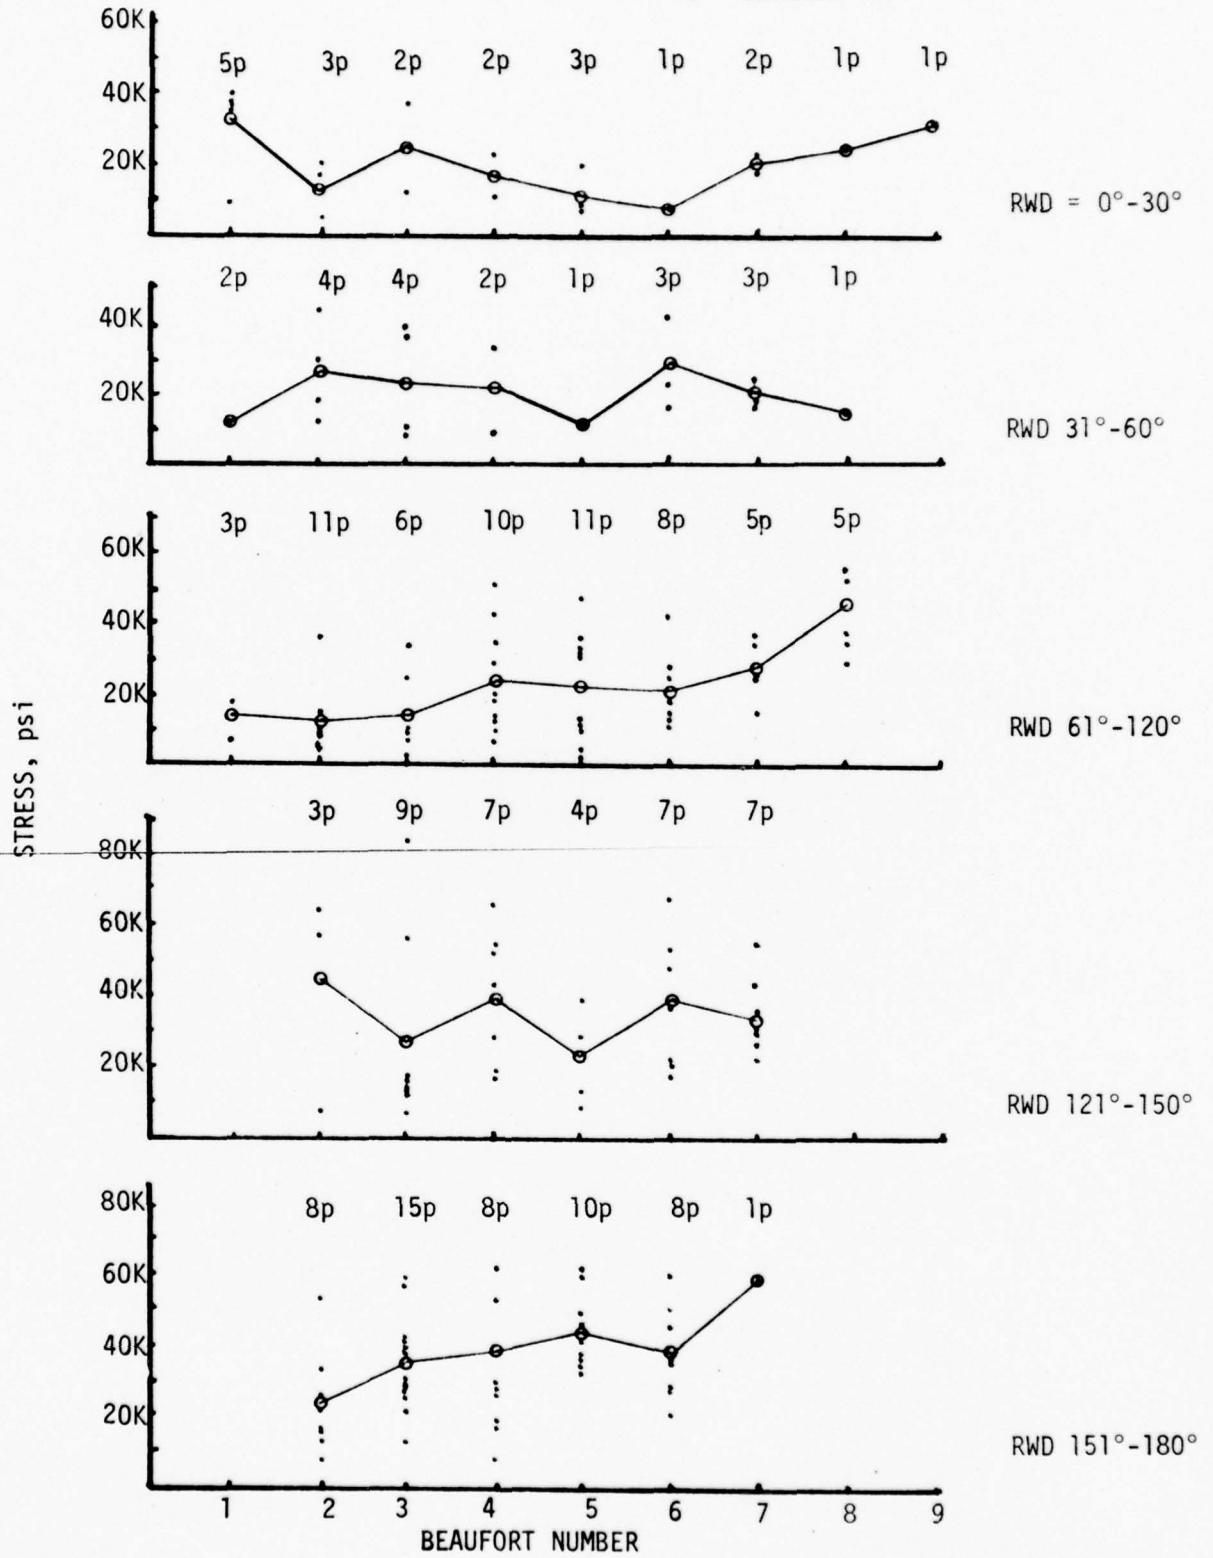 60K
5p 3p 2p 2p 3p 1p 2p 1p 1p
40K
20K
RWD = 0°-30°
2p 4p 4p 2p 1p 3p 3p 1p
40K
20K
RWD 31°-60°
3p 11p 6p 10p 11p 8p 5p 5p
60K
40K
20K
RWD 61°-120°
STRESS, psi
3p 9p 7p 4p 7p 7p
80K
60K
40K
20K
RWD 121°-150°
80K
8p 15p 8p 10p 8p 1p
60K
40K
20K
RWD 151°-180°
1 2 3 4 5 6 7 8 9
BEAUFORT NUMBER